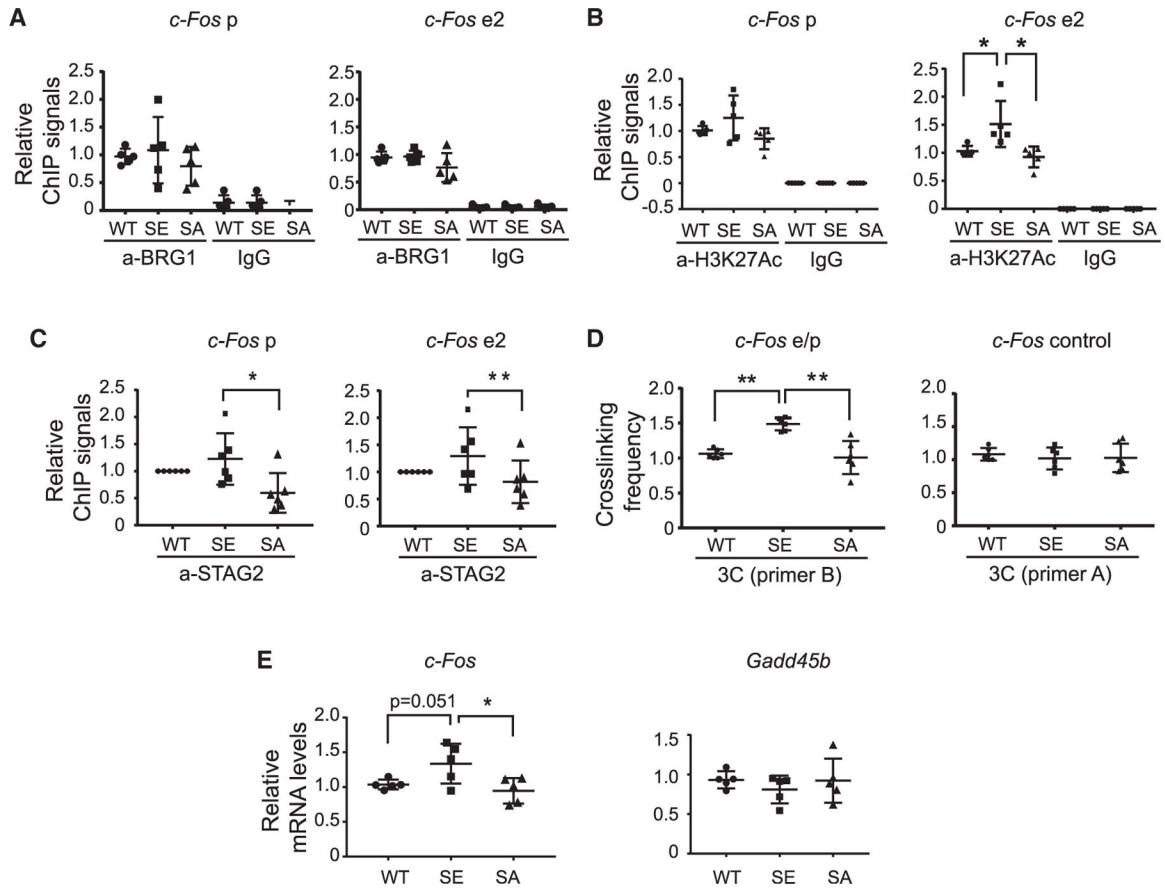 A
c-Fos p
Relative
ChIP signals
2.5
2.0
1.5
1.0
0.5
0
WT SE SA WT SE SA
a-BRG1 IgG
c-Fos e2
2.5
2.0
1.5
1.0
0.5
0
WT SE SA WT SE SA
a-BRG1 IgG
B
c-Fos p
Relative
ChIP signals
2.5
2.0
1.5
1.0
0.5
0
-0.5
WT SE SA WT SE SA
a-H3K27Ac IgG
c-Fos e2
* *
2.5
2.0
1.5
1.0
0.5
0
WT SE SA WT SE SA
a-H3K27Ac IgG
C
c-Fos p
*
Relative
ChIP signals
2.5
2.0
1.5
1.0
0.5
0
WT SE SA
a-STAG2
c-Fos e2
**
2.5
2.0
1.5
1.0
0.5
0
WT SE SA
a-STAG2
D
c-Fos e/p
** **
Crosslinking
frequency
2.0
1.5
1.0
0.5
0
WT SE SA
3C (primer B)
c-Fos control
2.0
1.5
1.0
0.5
0
WT SE SA
3C (primer A)
E
c-Fos
p=0.051 *
Relative
mRNA levels
2.0
1.5
1.0
0.5
0
WT SE SA
Gadd45b
1.5
1.0
0.5
0
WT SE SA